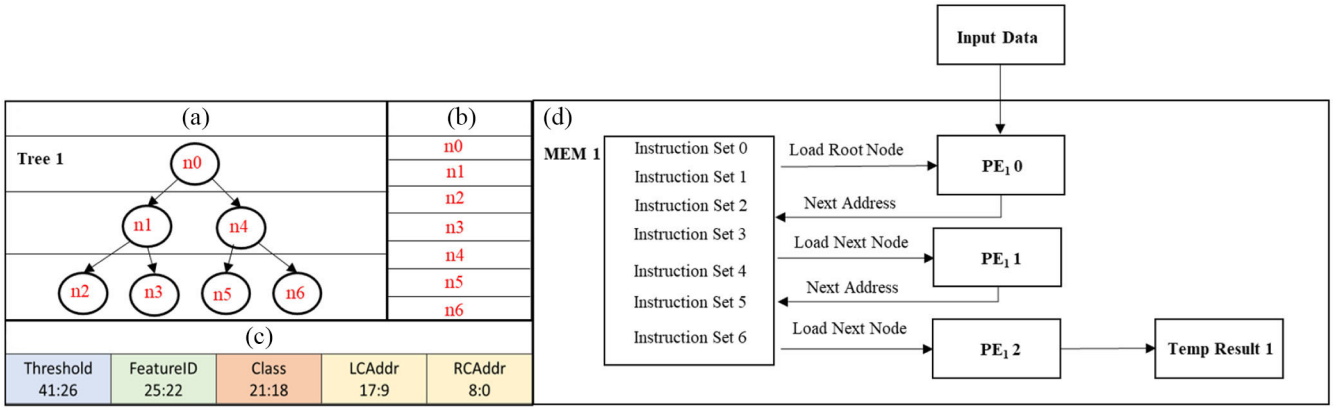 Input Data
(a)
(b)
(d)
Tree 1
n0
n1
n4
n2
n3
n5
n6
n0
n1
n2
n3
n4
n5
n6
(c)
Threshold
41:26
FeatureID
25:22
Class
21:18
LCAddr
17:9
RCAddr
8:0
MEM 1
Instruction Set 0
Instruction Set 1
Instruction Set 2
Instruction Set 3
Instruction Set 4
Instruction Set 5
Instruction Set 6
Load Root Node
PE₁ 0
Next Address
Load Next Node
PE₁ 1
Next Address
Load Next Node
PE₁ 2
Temp Result 1